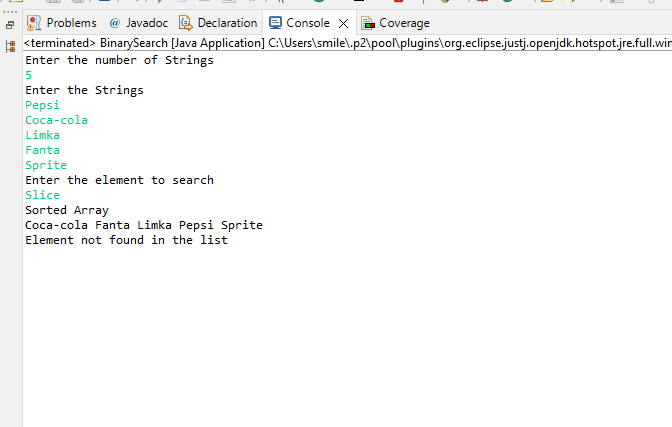 Problems @ Javadoc Declaration Console Coverage
<terminated> BinarySearch [Java Application] C:\Users\smile\.p2\pool\plugins\org.eclipse.justj.openjdk.hotspot.jre.full.win
Enter the number of Strings
5
Enter the Strings
Pepsi
Coca-cola
Limka
Fanta
Sprite
Enter the element to search
Slice
Sorted Array
Coca-cola Fanta Limka Pepsi Sprite
Element not found in the list